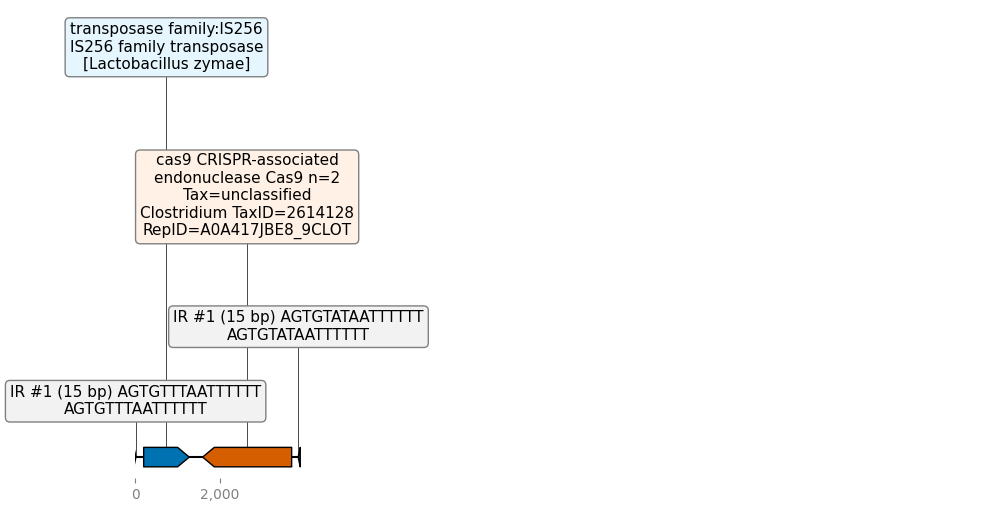 transposase family:IS256
IS256 family transposase
[Lactobacillus zymae]
cas9 CRISPR-associated
endonuclease Cas9 n=2
Tax=unclassified
Clostridium TaxID=2614128
RepID=A0A417JBE8_9CLOT
IR #1 (15 bp) AGTGTATAATTTTTT
AGTGTATAATTTTTT
IR #1 (15 bp) AGTGTTTAATTTTTT
AGTGTTTAATTTTTT
0
2,000